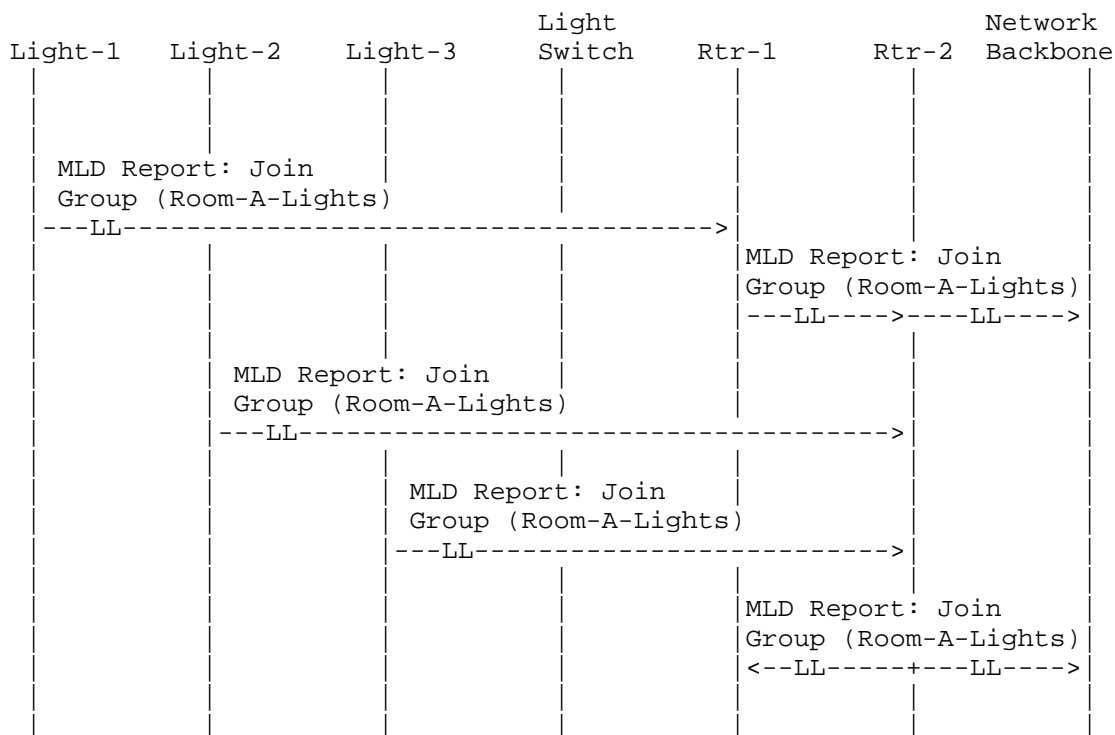 Light Network
Light-1 Light-2 Light-3 Switch Rtr-1 Rtr-2 Backbone
MLD Report: Join
Group (Room-A-Lights)
---LL------------------------------------->
MLD Report: Join
Group (Room-A-Lights)
---LL---->----LL---->
MLD Report: Join
Group (Room-A-Lights)
---LL------------------------------------->
MLD Report: Join
Group (Room-A-Lights)
---LL-------------------------->
MLD Report: Join
Group (Room-A-Lights)
<--LL-----+---LL---->